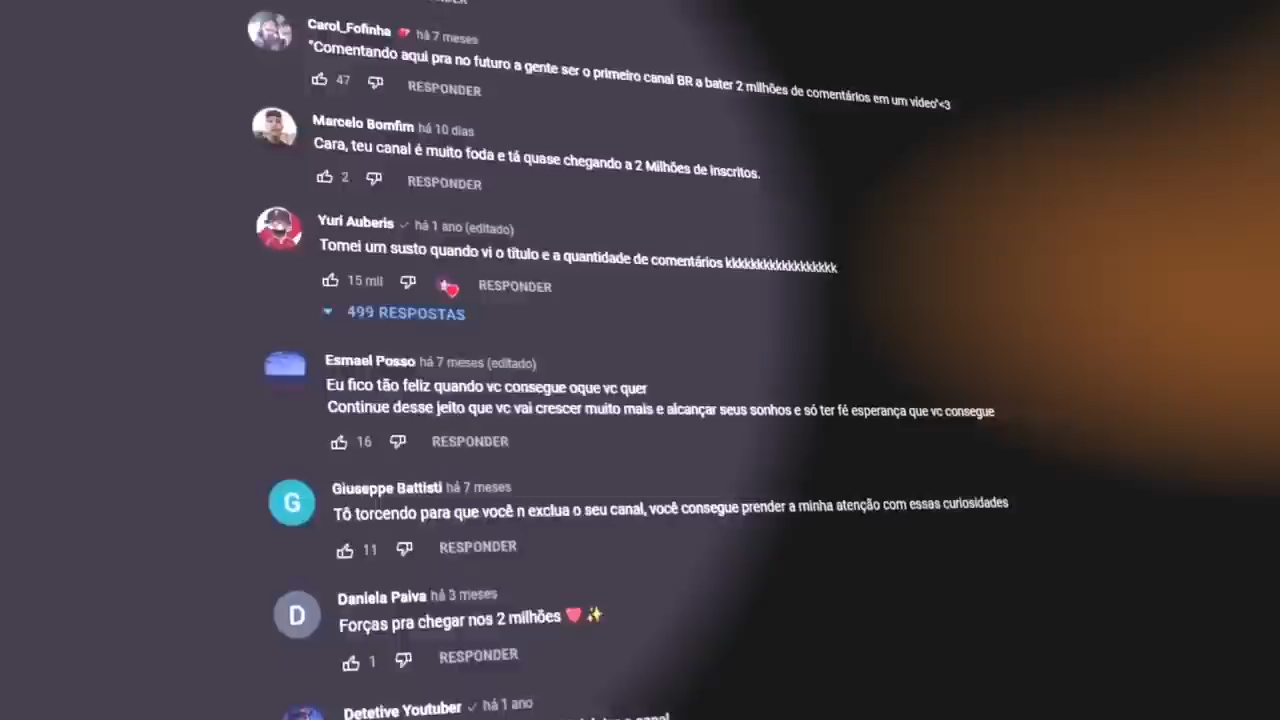 Carol_Fofinha ❤ há 7 meses
"Comentando aqui pra no futuro a gente ser o primeiro canal BR a bater 2 milhões de comentários em um vídeo"<3
47 RESPONDER
Marcelo Bomfim há 10 dias
Cara, teu canal é muito foda e tá quase chegando a 2 Milhões de inscritos.
2 RESPONDER
Yuri Auberis ✓ há 1 ano (editado)
Tomei um susto quando vi o título e a quantidade de comentários kkkkkkkkkkkkkkkkkk
15 mil RESPONDER
499 RESPOSTAS
Esmael Posso há 7 meses (editado)
Eu fico tão feliz quando vc consegue oque vc quer
Continue desse jeito que vc vai crescer muito mais e alcançar seus sonhos e só ter fé esperança que vc consegue
16 RESPONDER
G
Giuseppe Battisti há 7 meses
Tô torcendo para que você n exclua o seu canal, você consegue prender a minha atenção com essas curiosidades
11 RESPONDER
D
Daniela Paiva há 3 meses
Forças pra chegar nos 2 milhões ❤️ ✨
1 RESPONDER
Detetive Youtuber ✓ há 1 ano
canal